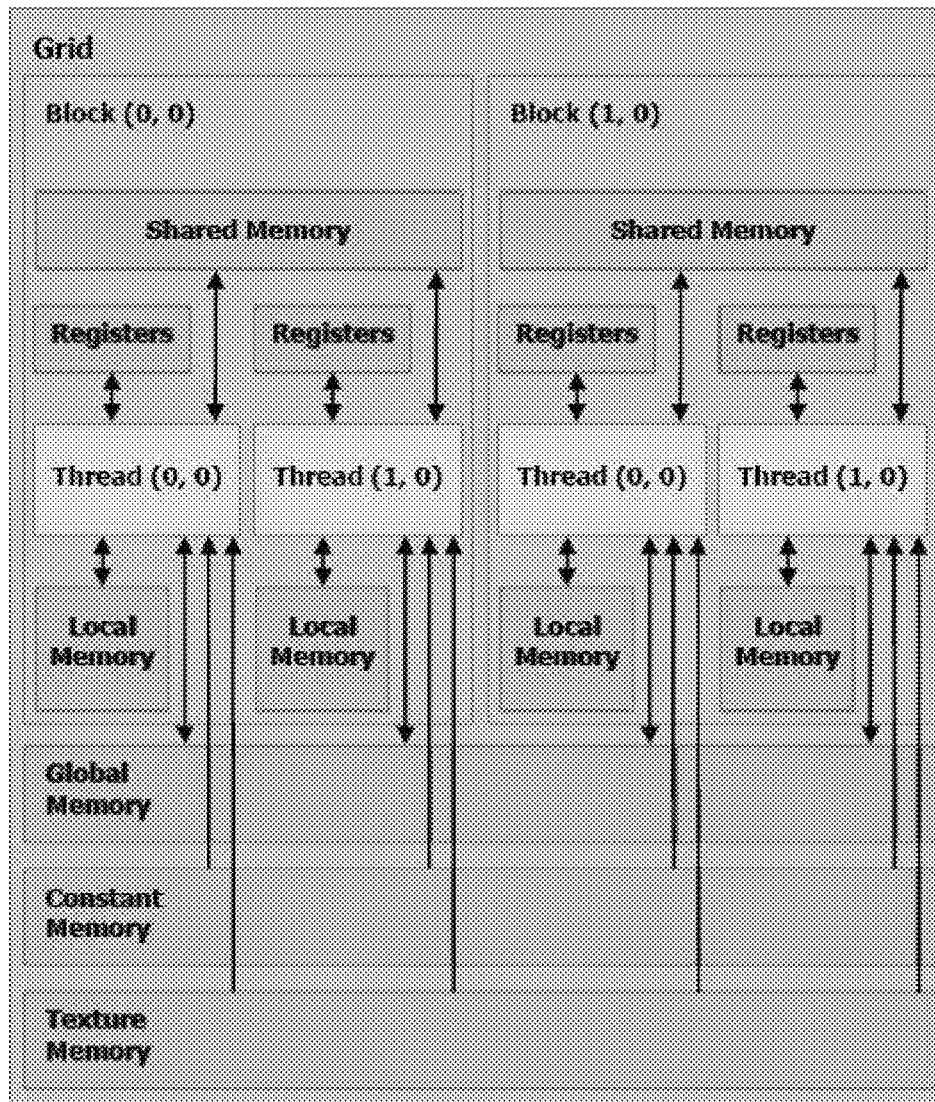 Grid
Block (0, 0)
Block (1, 0)
Shared Memory
Shared Memory
Registers
Registers
Registers
Registers
Thread (0, 0)
Thread (1, 0)
Thread (0, 0)
Thread (1, 0)
Local
Memory
Local
Memory
Local
Memory
Local
Memory
Global
Memory
Constant
Memory
Texture
Memory